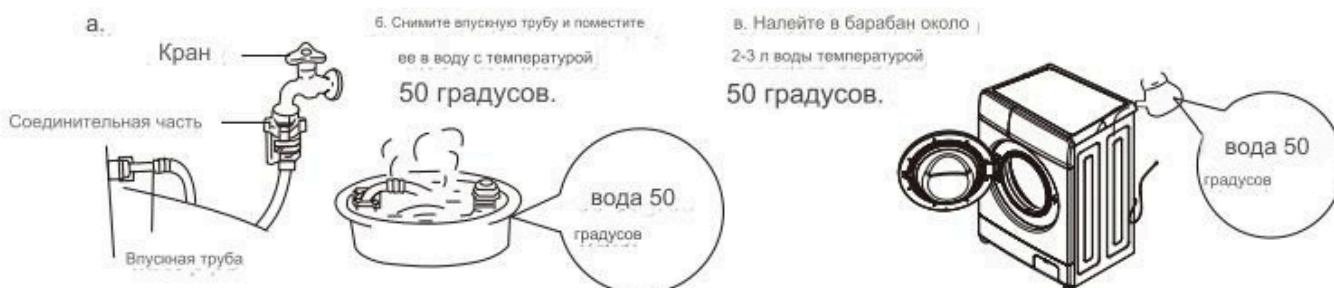 а.
Кран
Соединительная часть
Впускная труба
б. Снимите впускную трубу и поместите
ее в воду с температурой
50 градусов.
вода 50
градусов
в. Налейте в барабан около
2-3 л воды температурой
50 градусов.
вода 50
градусов